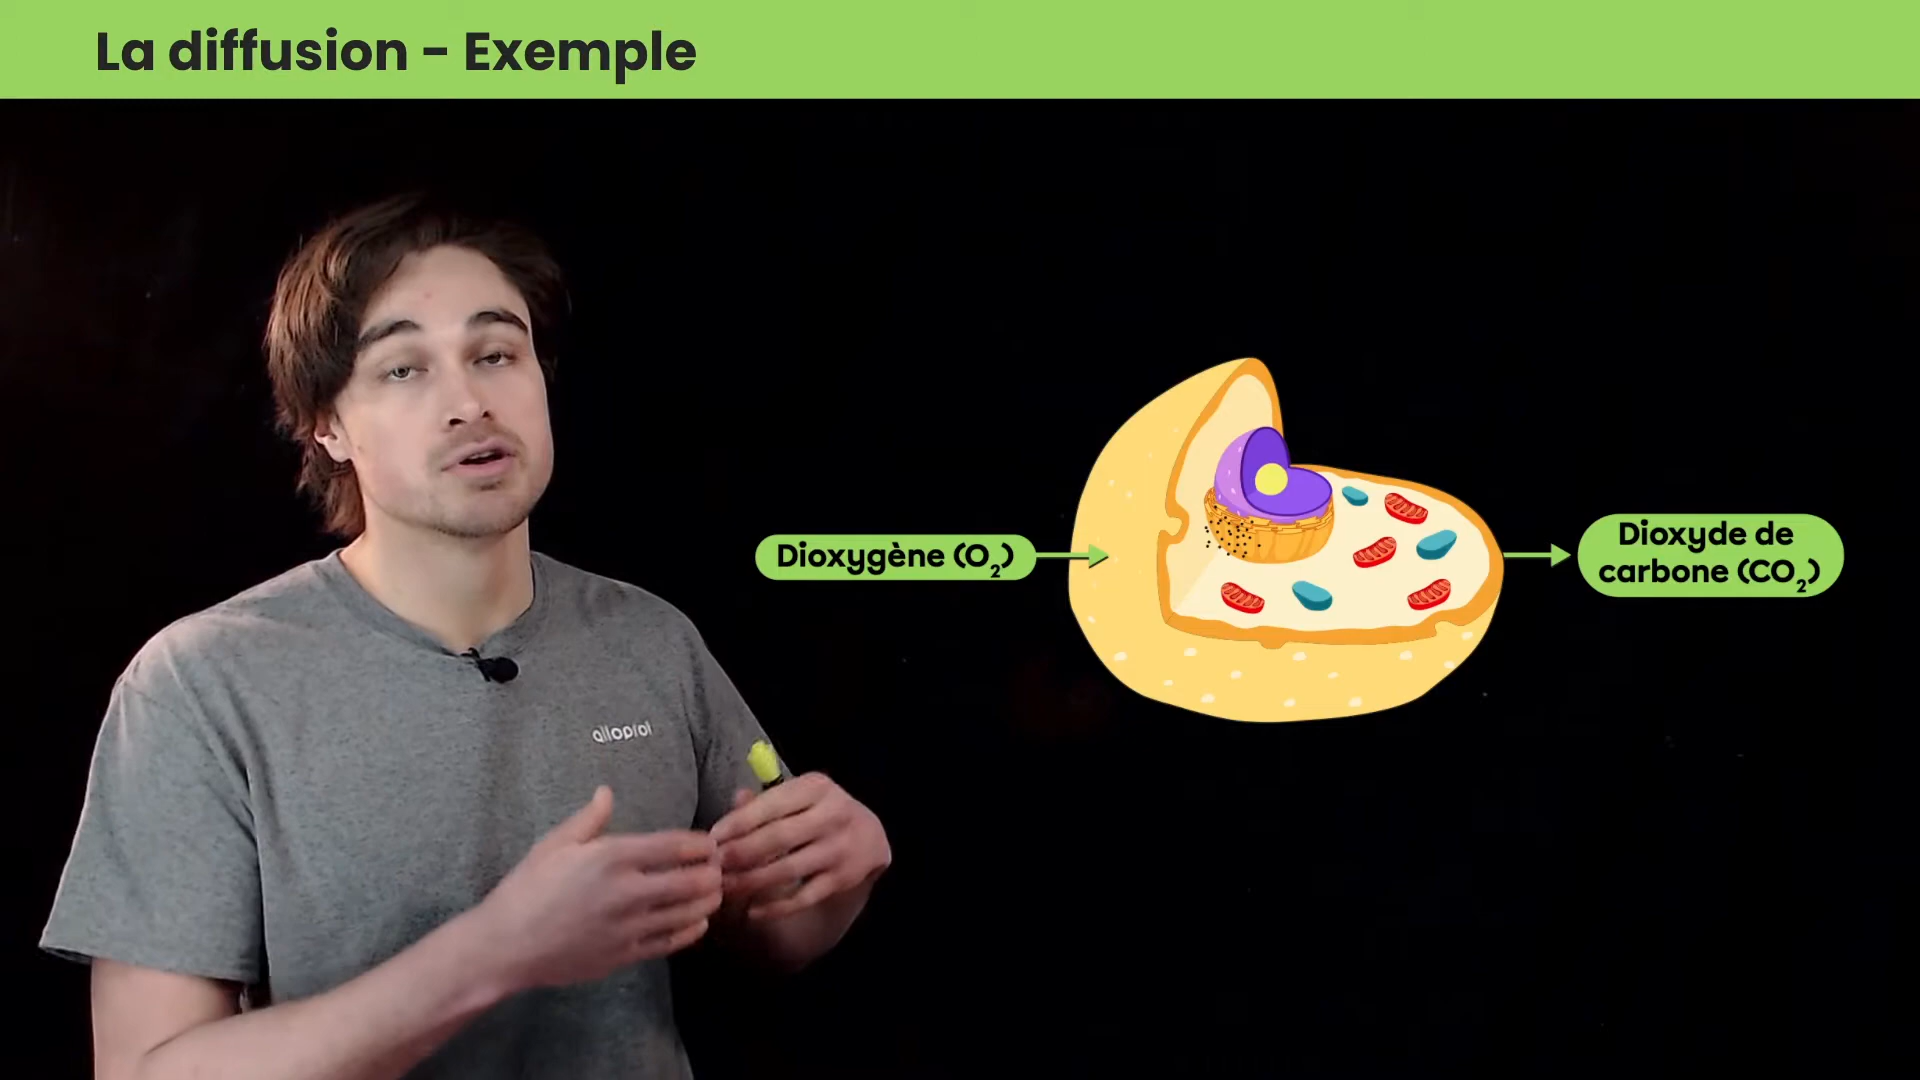 La diffusion - Exemple
Dioxygène (O₂)
Dioxyde de
carbone (CO₂)
alloprof